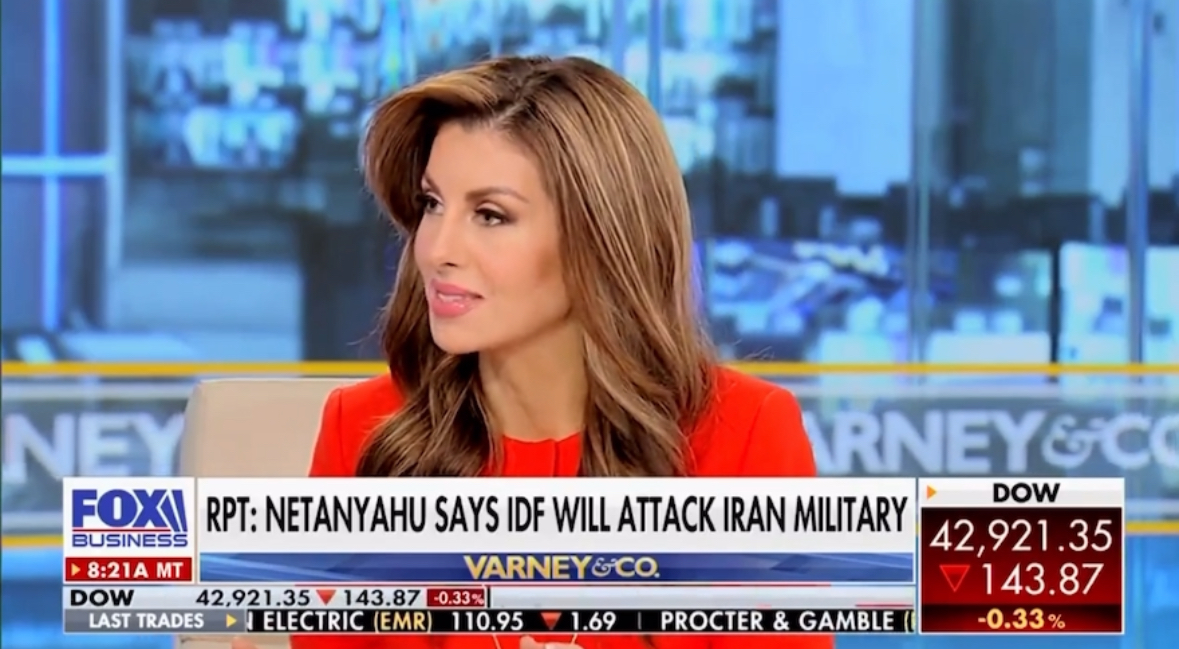 NEY
ARNEY&CO
FOX
BUSINESS
8:21A MT
RPT: NETANYAHU SAYS IDF WILL ATTACK IRAN MILITARY
VARNEY&CO.
DOW
42,921.35
143.87
-0.33%
DOW 42,921.35 143.87 -0.33%
LAST TRADES ELECTRIC (EMR) 110.95 1.69 | PROCTER & GAMBLE (